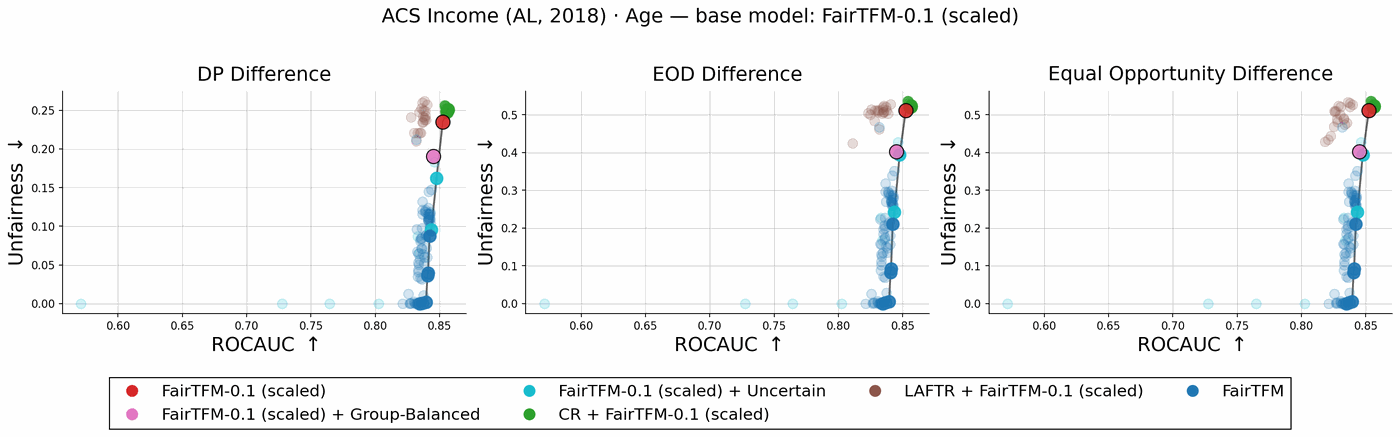 ACS Income (AL, 2018) · Age — base model: FairTFM-0.1 (scaled)
DP Difference
EOD Difference
Equal Opportunity Difference
Unfairness ↓
0.25
0.20
0.15
0.10
0.05
0.00
0.60 0.65 0.70 0.75 0.80 0.85
ROCAUC ↑
Unfairness ↓
0.5
0.4
0.3
0.2
0.1
0.0
0.60 0.65 0.70 0.75 0.80 0.85
ROCAUC ↑
Unfairness ↓
0.5
0.4
0.3
0.2
0.1
0.0
0.60 0.65 0.70 0.75 0.80 0.85
ROCAUC ↑
FairTFM-0.1 (scaled)
FairTFM-0.1 (scaled) + Group-Balanced
FairTFM-0.1 (scaled) + Uncertain
CR + FairTFM-0.1 (scaled)
LAFTR + FairTFM-0.1 (scaled)
FairTFM